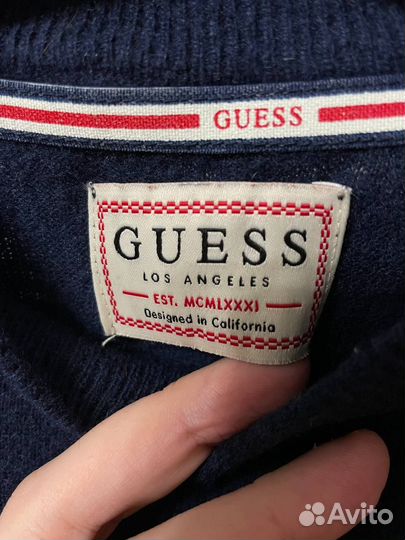 GUESS
GUESS
LOS ANGELES
EST. MCMLXXXI
Designed in California
Avito